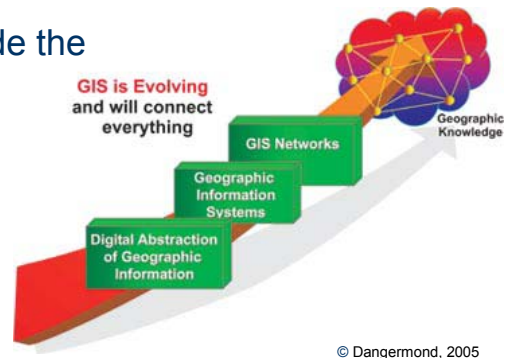 de the
GIS is Evolving
and will connect
everything
Geographic
Knowledge
GIS Networks
Geographic
Information
Systems
Digital Abstraction
of Geographic
Information
© Dangermond, 2005